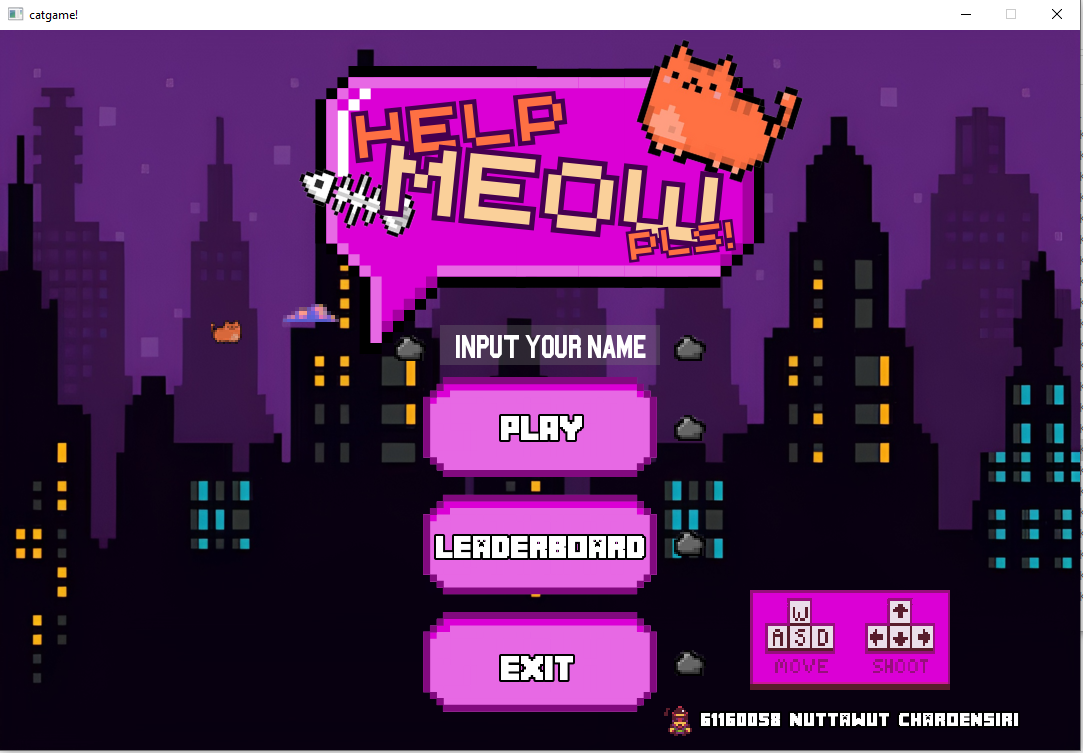 catgame!
HELP
MEOW
PLS!
INPUT YOUR NAME
PLAY
LEADERBOARD
EXIT
W
A S D
MOVE
SHOOT
61160058 NUTTAWUT CHAROENSIRI